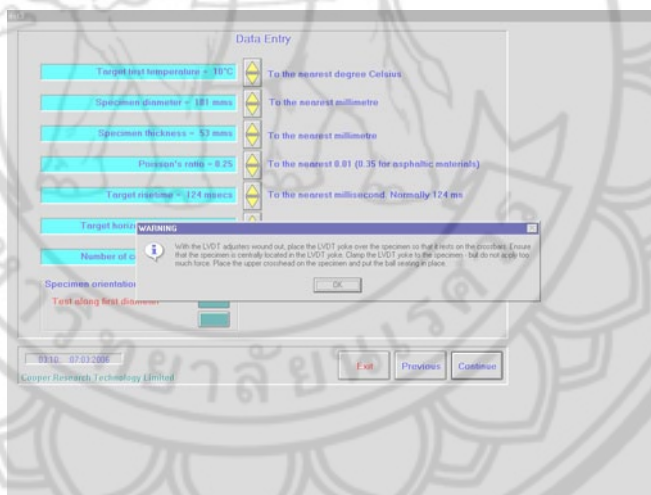 Data Entry
Target test temperature = 10°C
To the nearest degree Celsius
Specimen diameter = 101 mms
To the nearest millimetre
Specimen thickness = 53 mms
To the nearest millimetre
Poisson's ratio = 0.25
To the nearest 0.01 (0.35 for asphaltic materials)
Target risetime = 124 msecs
To the nearest millisecond. Normally 124 ms
Target horiz
WARNING
With the LVDT adjusters wound out, place the LVDT yoke over the specimen so that it rests on the crossbars. Ensure
that the specimen is centrally located in the LVDT yoke. Clamp the LVDT yoke to the specimen - but do not apply too
much force. Place the upper crosshead on the specimen and put the ball seating in place.
Number of c
OK
Specimen orientation
Test along first diameter
03:10, 07.03.2006
Exit
Previous
Continue
Cooper Research Technology Limited